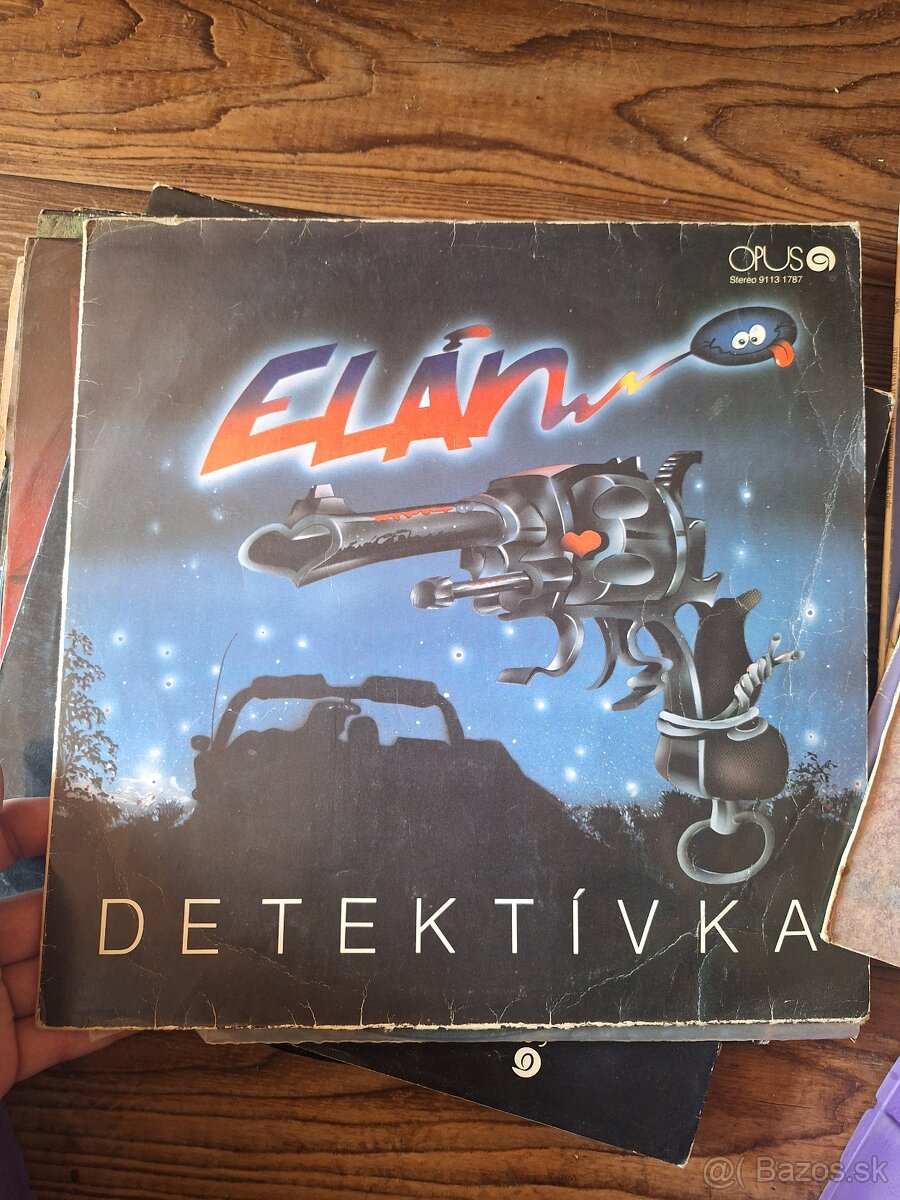 OPUS
Stereo 9113 1787
ELÁN
DETEKTÍVKA
@( Bazos.sk